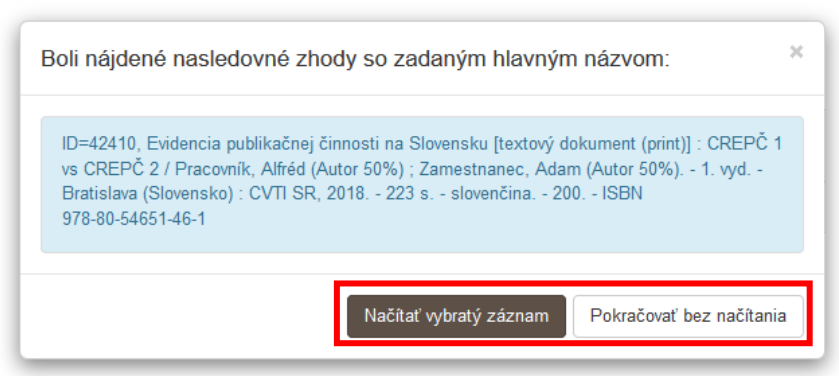 Boli nájdené nasledovné zhody so zadaným hlavným názvom:
×
ID=42410, Evidencia publikačnej činnosti na Slovensku [textový dokument (print)] : CREPČ 1
vs CREPČ 2 / Pracovník, Alfréd (Autor 50%) ; Zamestnanec, Adam (Autor 50%). - 1. vyd. -
Bratislava (Slovensko) : CVTI SR, 2018. - 223 s. - slovenčina. - 200. - ISBN
978-80-54651-46-1
Načítať vybratý záznam
Pokračovať bez načítania